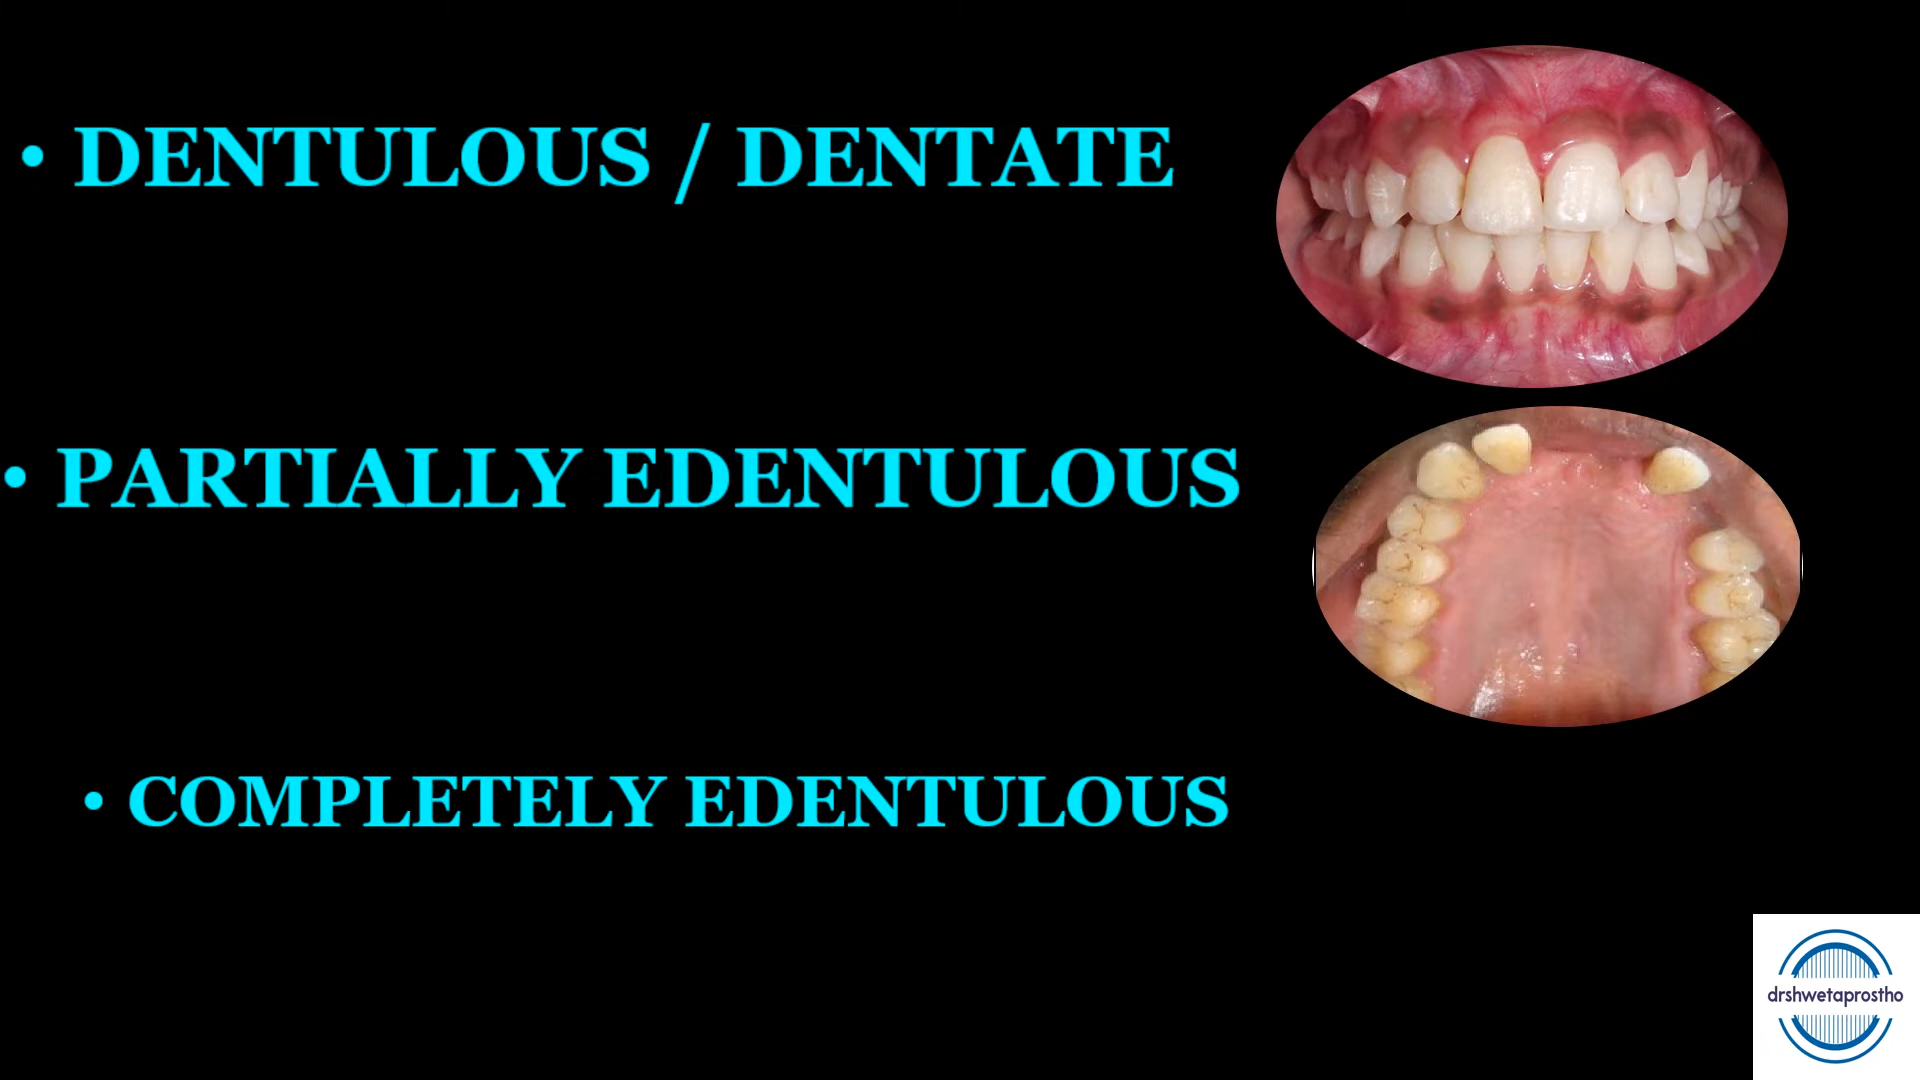 • DENTULOUS / DENTATE
• PARTIALLY EDENTULOUS
• COMPLETELY EDENTULOUS
drshwetaprostho